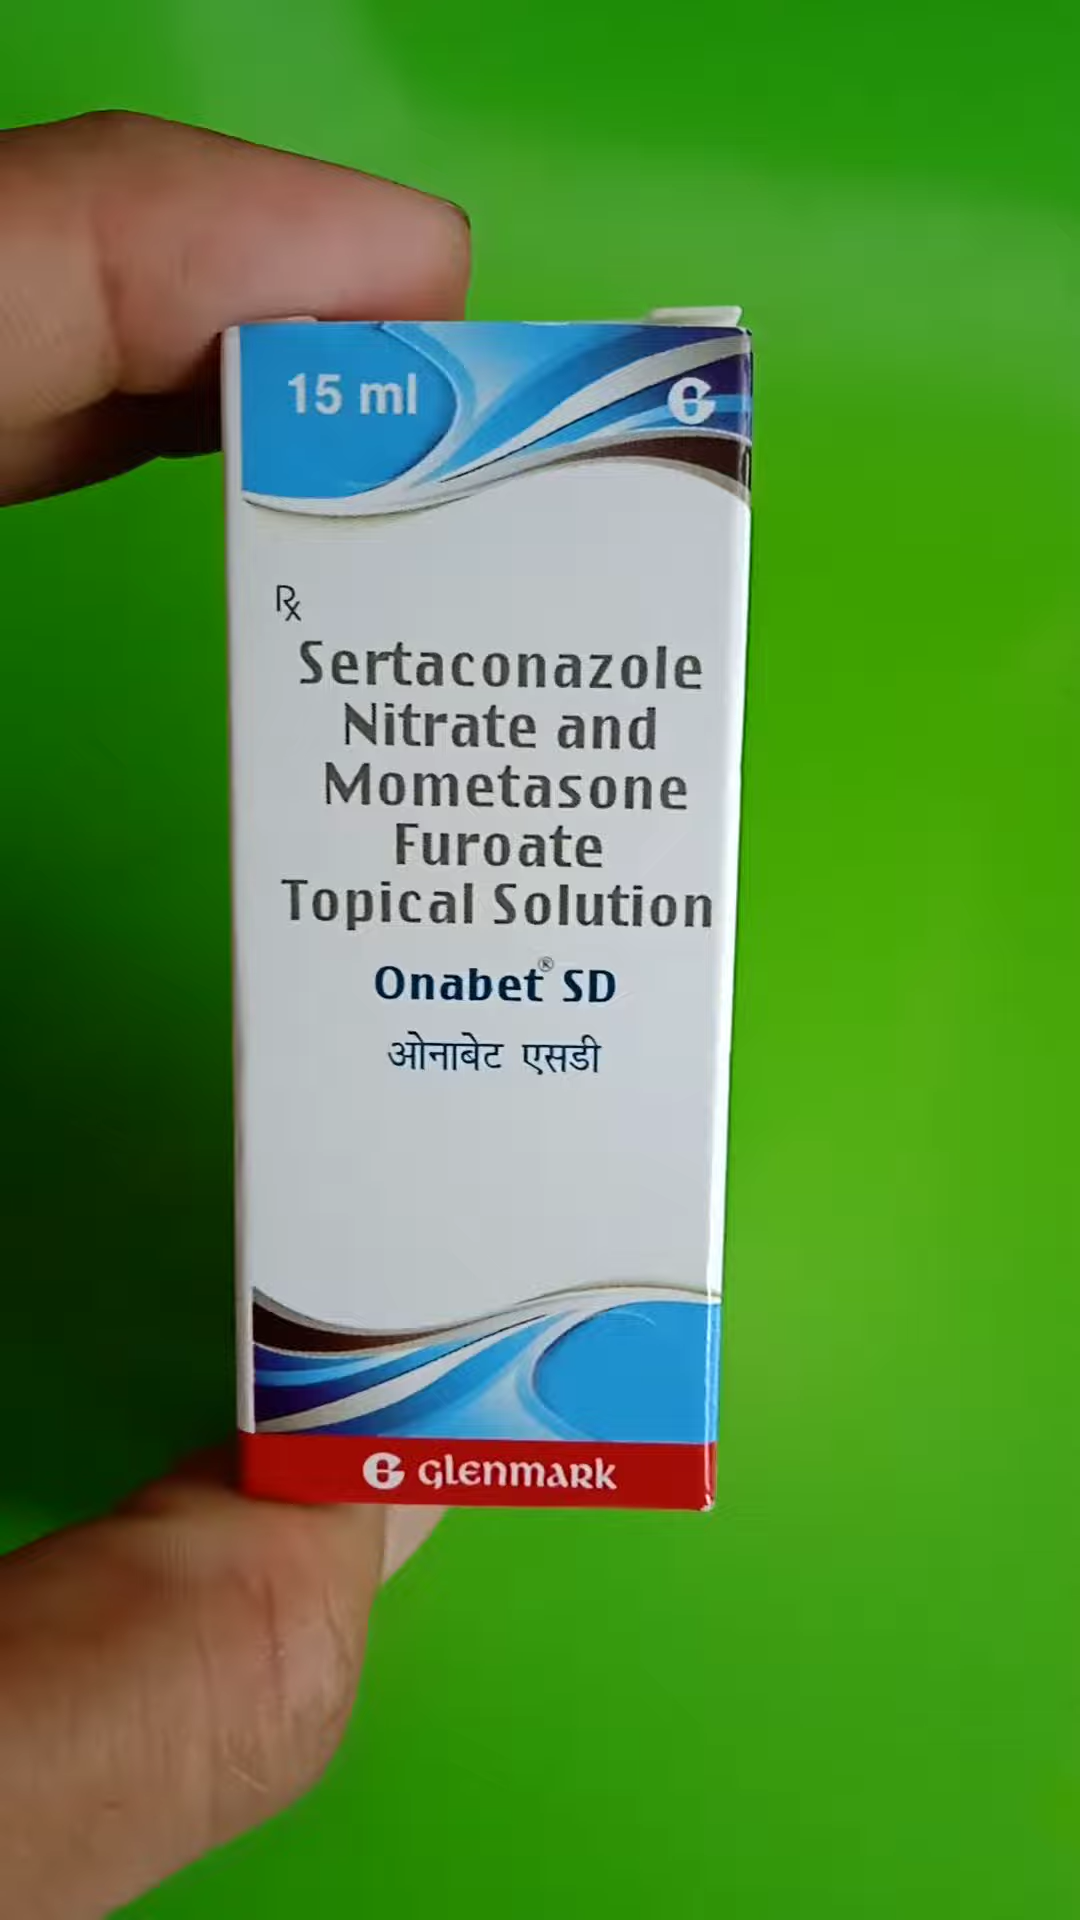 15 ml
Rx
Sertaconazole
Nitrate and
Mometasone
Furoate
Topical Solution
Onabet® SD
ओनाबेट एसडी
GLENMARK